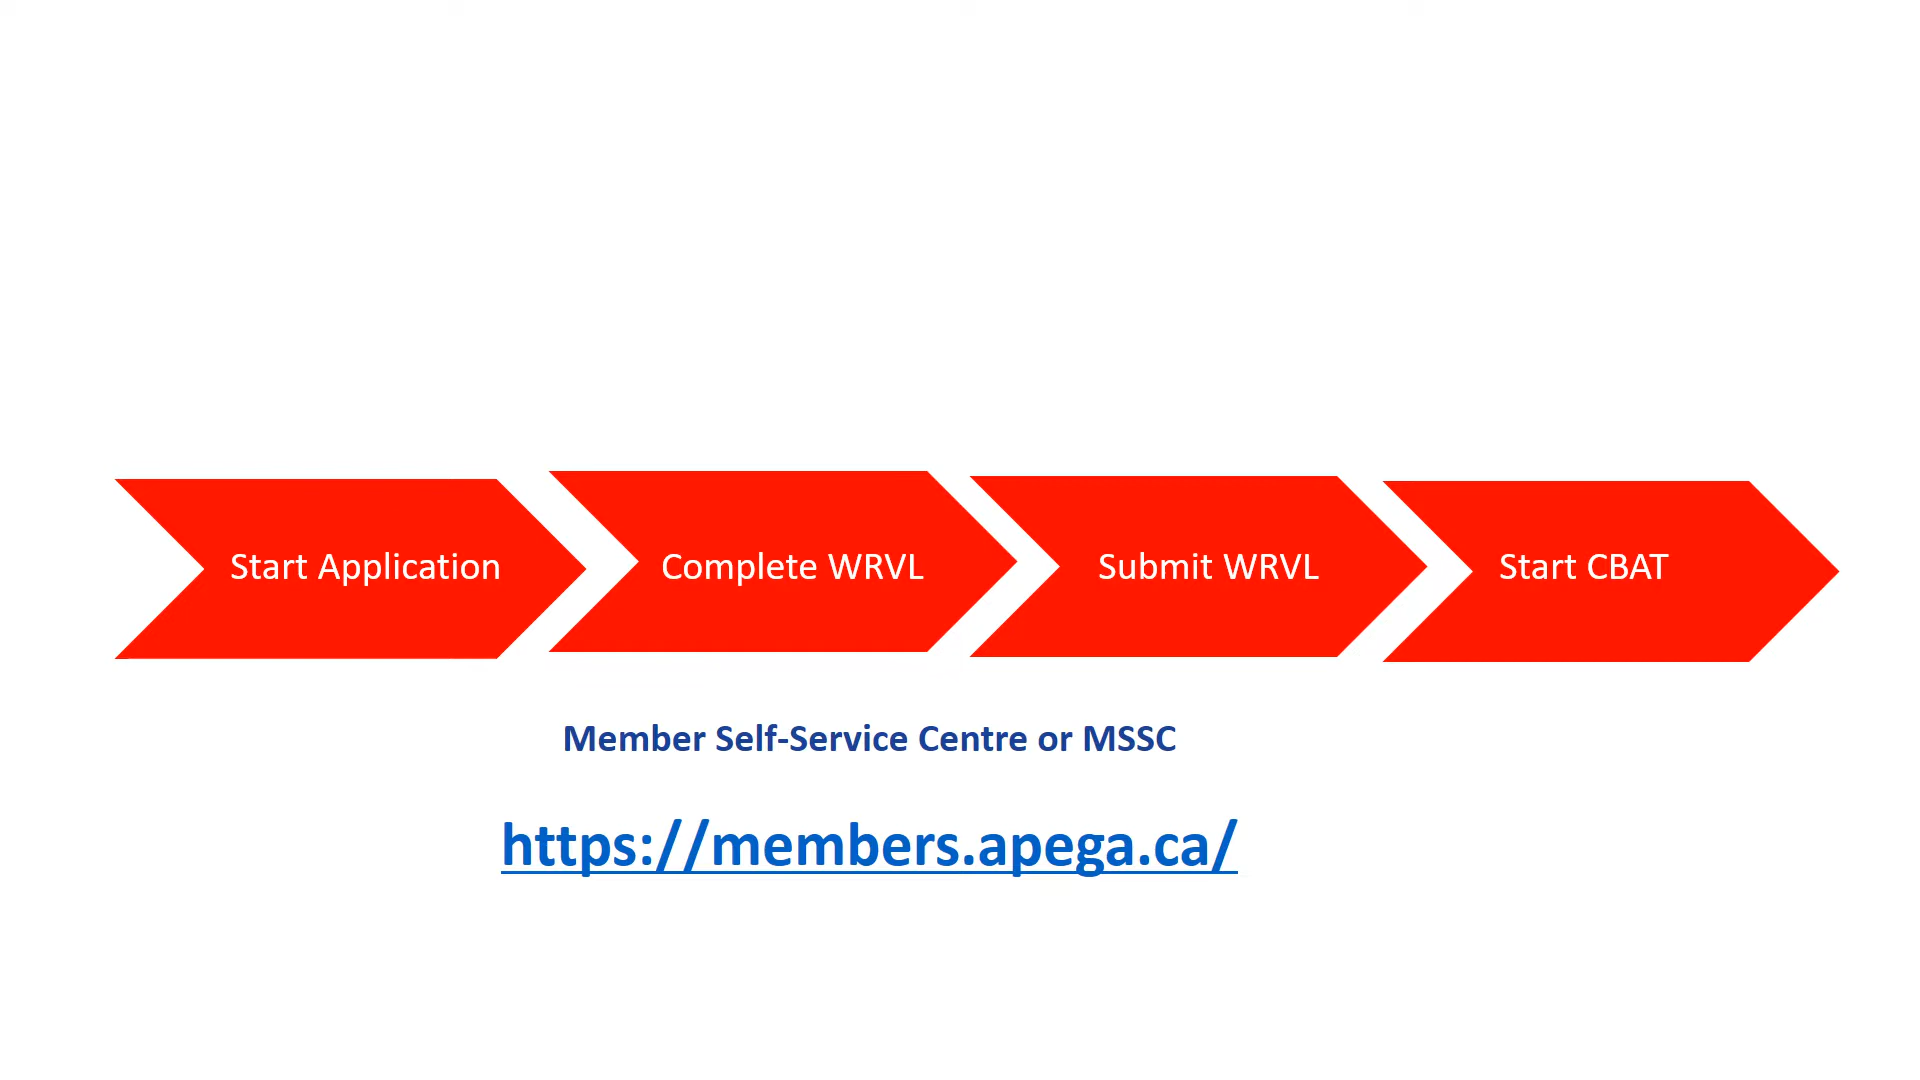 Start Application
Complete WRVL
Submit WRVL
Start CBAT
Member Self-Service Centre or MSSC
https://members.apega.ca/